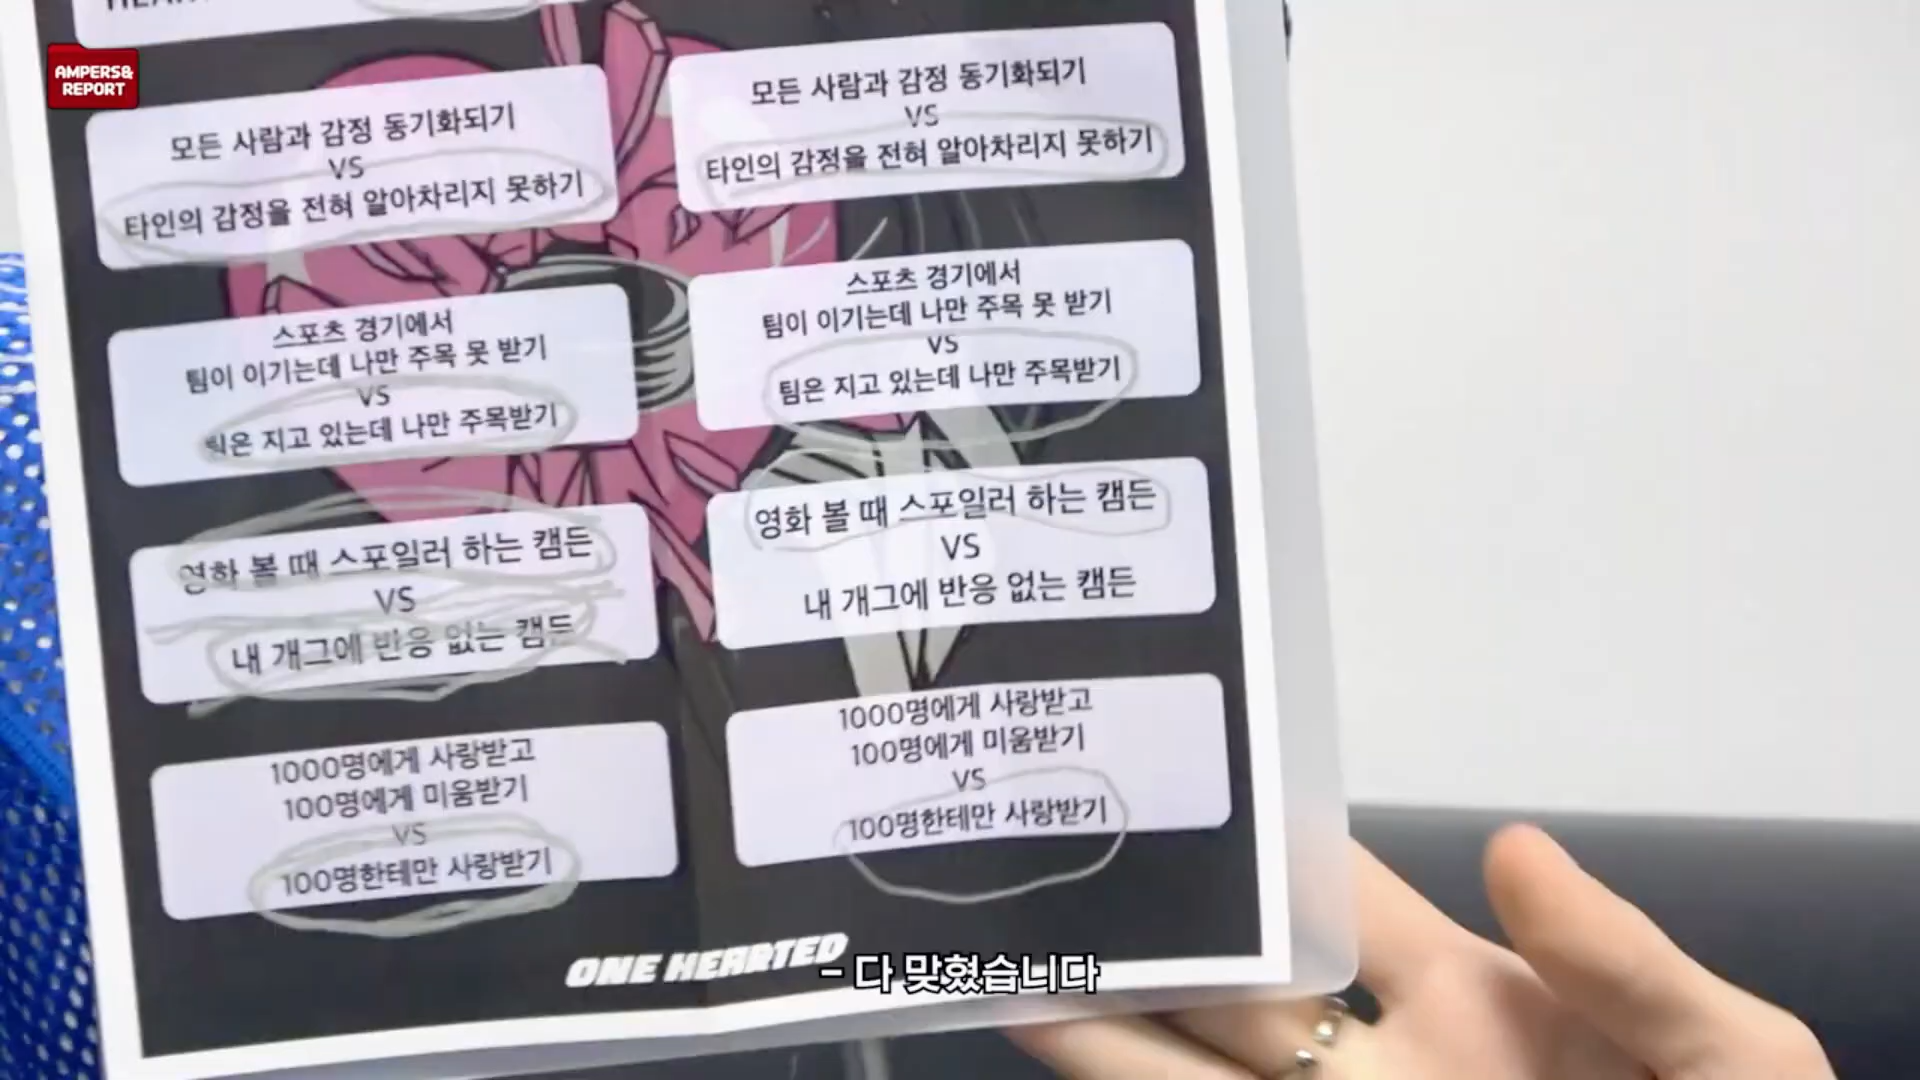 AMPERS&
REPORT
모든 사람과 감정 동기화되기
VS
타인의 감정을 전혀 알아차리지 못하기
스포츠 경기에서
팀이 이기는데 나만 주목 못 받기
VS
팀은 지고 있는데 나만 주목받기
영화 볼 때 스포일러 하는 캠든
VS
내 개그에 반응 없는 캠든
1000명에게 사랑받고
100명에게 미움받기
VS
100명한테만 사랑받기
모든 사람과 감정 동기화되기
VS
타인의 감정을 전혀 알아차리지 못하기
스포츠 경기에서
팀이 이기는데 나만 주목 못 받기
VS
팀은 지고 있는데 나만 주목받기
영화 볼 때 스포일러 하는 캠든
VS
내 개그에 반응 없는 캠든
1000명에게 사랑받고
100명에게 미움받기
VS
100명한테만 사랑받기
ONE HEARTED
- 다 맞혔습니다